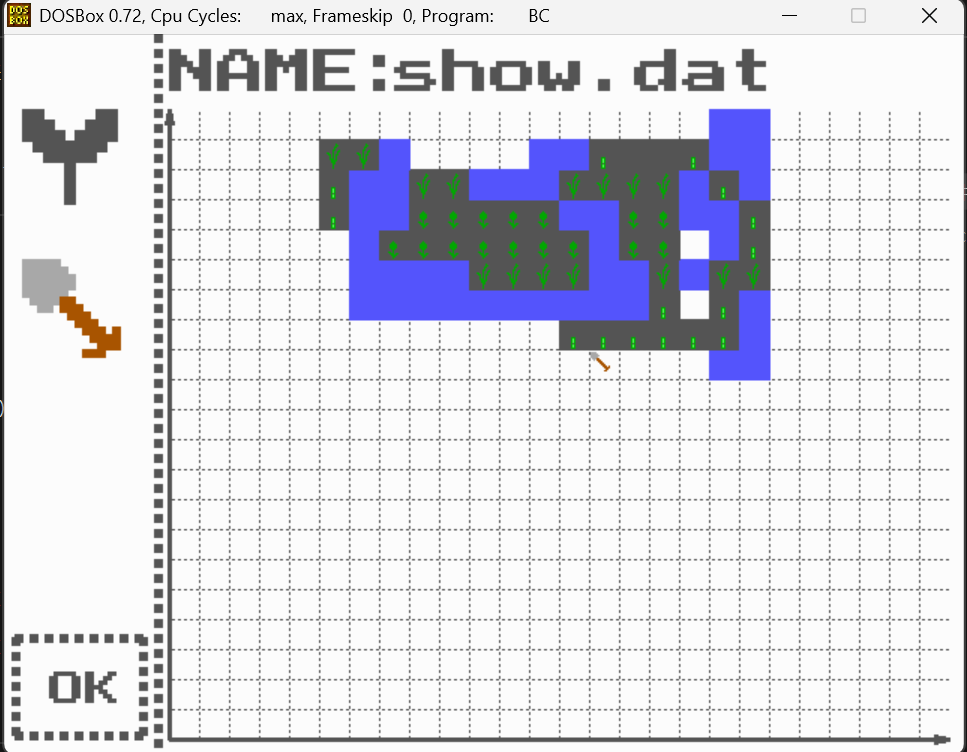 DOSBox 0.72, Cpu Cycles: max, Frameskip 0, Program: BC
NAME:show.dat
OK